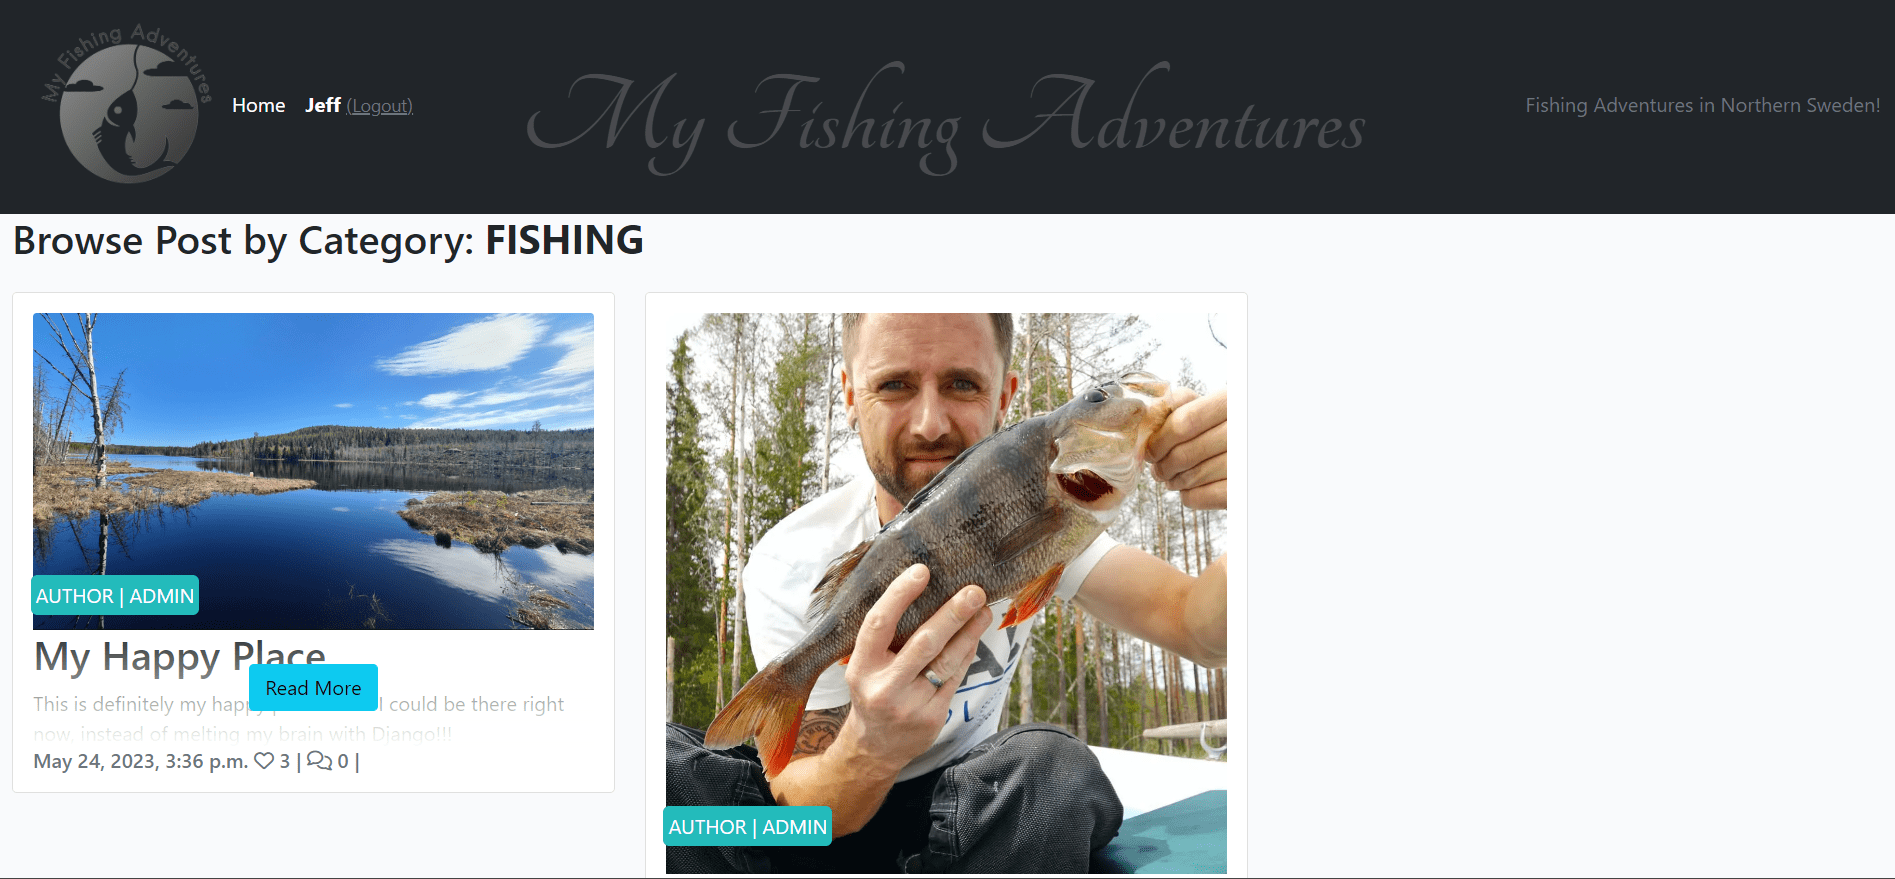 My Fishing Adventures
Home Jeff (Logout)
My Fishing Adventures
Fishing Adventures in Northern Sweden!
Browse Post by Category: FISHING
AUTHOR | ADMIN
My Happy Place
Read More
This is definitely my happy I could be there right
now, instead of melting my brain with Django!!!
May 24, 2023, 3:36 p.m. 3 | 0 |
AUTHOR | ADMIN